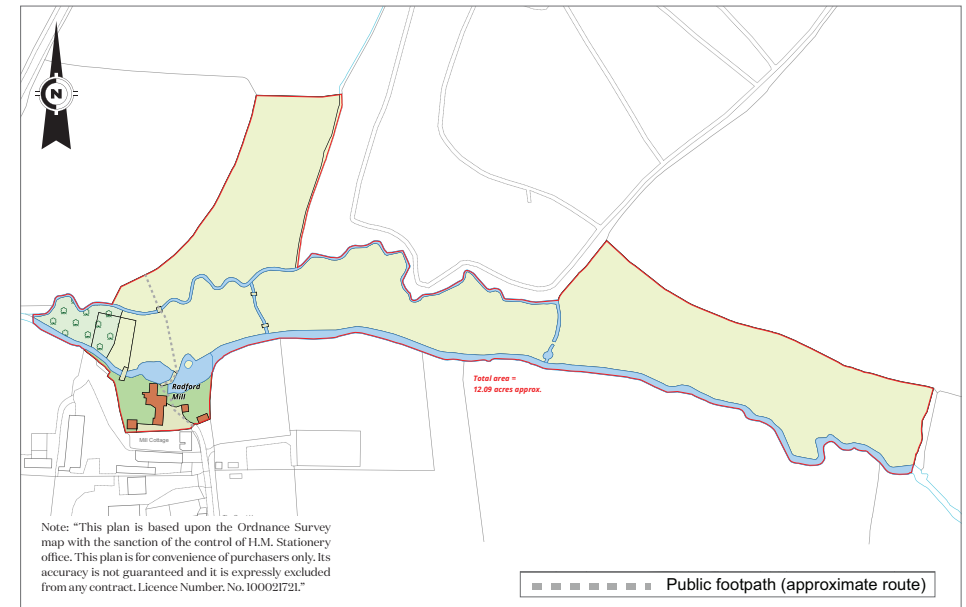 N
Radford
Mill
Total area =
12.09 acres approx.
Mill Cottage
Note: “This plan is based upon the Ordnance Survey
map with the sanction of the control of H.M. Stationery
office. This plan is for convenience of purchasers only. Its
accuracy is not guaranteed and it is expressly excluded
from any contract. Licence Number. No. 100021721.”
Public footpath (approximate route)